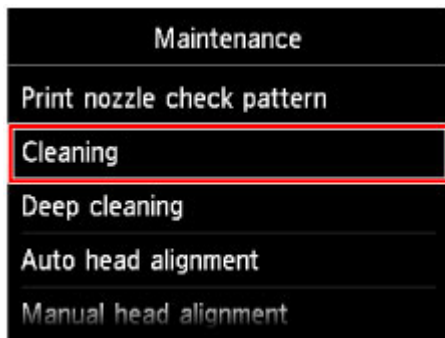 Maintenance
Print nozzle check pattern
Cleaning
Deep cleaning
Auto head alignment
Manual head alignment